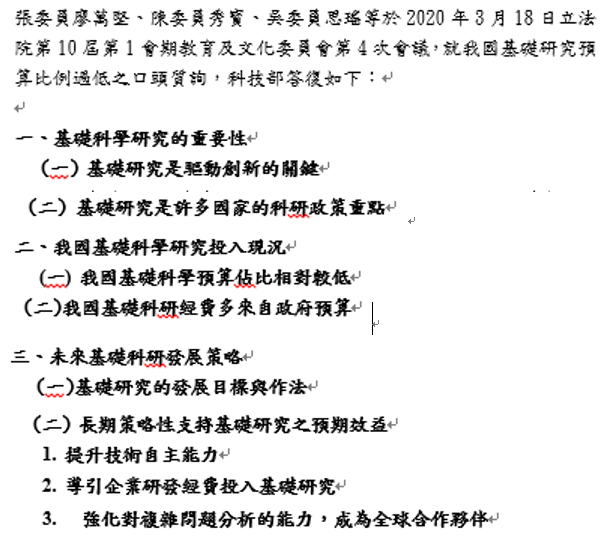 張委員廖萬堅、陳委員秀寳、吳委員思瑤等於 2020 年 3 月 18 日立法
院第 10 屆第 1 會期教育及文化委員會第 4 次會議，就我國基礎研究預
算比例過低之口頭質詢，科技部答復如下：
一、基礎科學研究的重要性
（一）基礎研究是驅動創新的關鍵
（二）基礎研究是許多國家的科研政策重點
二、我國基礎科學研究投入現況
（一）我國基礎科學預算佔比相對較低
（二）我國基礎科研經費多來自政府預算
三、未來基礎科研發展策略
（一）基礎研究的發展目標與作法
（二）長期策略性支持基礎研究之預期效益
1. 提升技術自主能力
2. 導引企業研發經費投入基礎研究
3. 強化對複雜問題分析的能力，成為全球合作夥伴